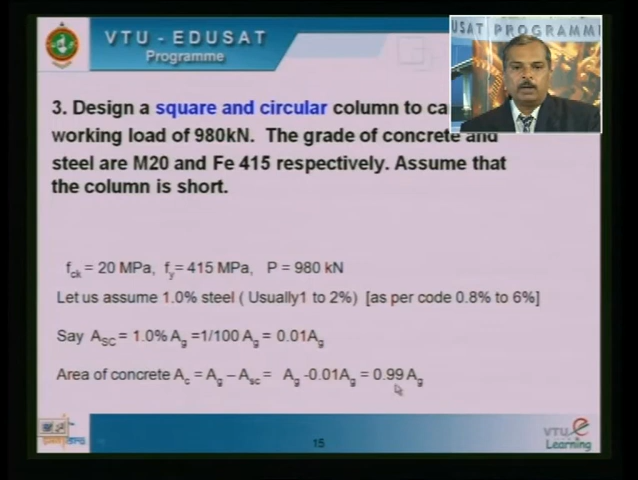 VTU - EDUSAT
Programme
USAT PROGRAMM
3. Design a square and circular column to ca
working load of 980kN. The grade of concrete and
steel are M20 and Fe 415 respectively. Assume that
the column is short.
fck = 20 MPa, fy= 415 MPa, P = 980 kN
Let us assume 1.0% steel ( Usually1 to 2%) [as per code 0.8% to 6%]
Say ASC = 1.0% Ag =1/100 Ag = 0.01Ag
Area of concrete Ac = Ag – Asc = Ag -0.01Ag = 0.99 Ag
15
VTU e
Learning